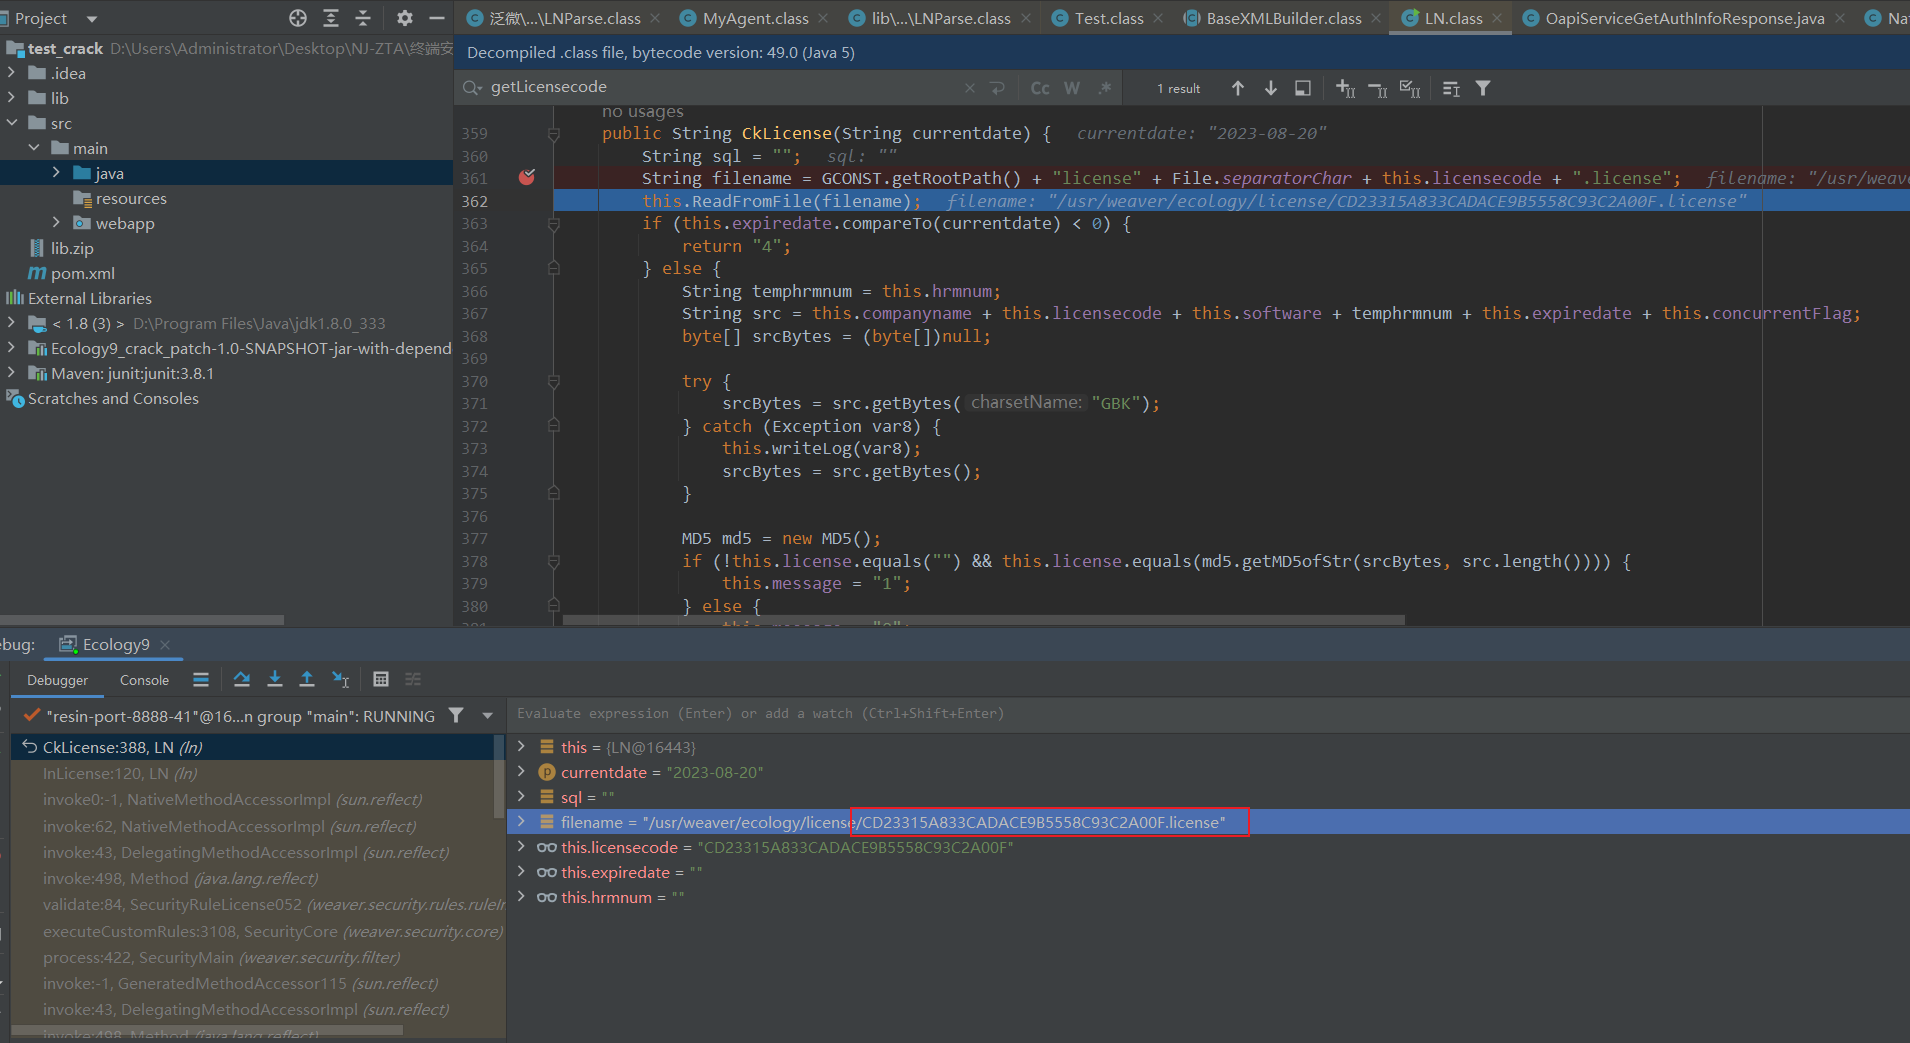 Project
泛微\...\LNParse.class
MyAgent.class
lib\...\LNParse.class
Test.class
BaseXMLBuilder.class
LN.class
OapiServiceGetAuthInfoResponse.java
test_crack D:\Users\Administrator\Desktop\NJ-ZTA\终端安
.idea
lib
src
main
java
resources
webapp
lib.zip
pom.xml
External Libraries
< 1.8 (3) > D:\Program Files\Java\jdk1.8.0_333
Ecology9_crack_patch-1.0-SNAPSHOT-jar-with-depend
Maven: junit:junit:3.8.1
Scratches and Consoles
Decompiled .class file, bytecode version: 49.0 (Java 5)
getLicensecode
Cc W .*
1 result
no usages
359 public String CkLicense(String currentdate) { currentdate: "2023-08-20"
360 String sql = ""; sql: ""
361 String filename = GCONST.getRootPath() + "license" + File.separatorChar + this.licensecode + ".license"; filename: "/usr/weav
362 this.ReadFromFile(filename); filename: "/usr/weaver/ecology/license/CD23315A833CADACE9B5558C93C2A00F.license"
363 if (this.expiredate.compareTo(currentdate) < 0) {
364 return "4";
365 } else {
366 String temphrmnum = this.hrmnum;
367 String src = this.companyname + this.licensecode + this.software + temphrmnum + this.expiredate + this.concurrentFlag;
368 byte[] srcBytes = (byte[])null;
369
370 try {
371 srcBytes = src.getBytes( charsetName: "GBK");
372 } catch (Exception var8) {
373 this.writeLog(var8);
374 srcBytes = src.getBytes();
375 }
376
377 MD5 md5 = new MD5();
378 if (!this.license.equals("") && this.license.equals(md5.getMD5ofStr(srcBytes, src.length()))) {
379 this.message = "1";
380 } else {
ebug: Ecology9
Debugger Console
"resin-port-8888-41"@16...n group "main": RUNNING
CkLicense:388, LN (ln)
InLicense:120, LN (ln)
invoke0:-1, NativeMethodAccessorImpl (sun.reflect)
invoke:62, NativeMethodAccessorImpl (sun.reflect)
invoke:43, DelegatingMethodAccessorImpl (sun.reflect)
invoke:498, Method (java.lang.reflect)
validate:84, SecurityRuleLicense052 (weaver.security.rules.ruleIm
executeCustomRules:3108, SecurityCore (weaver.security.core)
process:422, SecurityMain (weaver.security.filter)
invoke:-1, GeneratedMethodAccessor115 (sun.reflect)
invoke:43, DelegatingMethodAccessorImpl (sun.reflect)
invoke:498, Method (java.lang.reflect)
Evaluate expression (Enter) or add a watch (Ctrl+Shift+Enter)
this = {LN@16443}
currentdate = "2023-08-20"
sql = ""
filename = "/usr/weaver/ecology/license/CD23315A833CADACE9B5558C93C2A00F.license"
this.licensecode = "CD23315A833CADACE9B5558C93C2A00F"
this.expiredate = ""
this.hrmnum = ""